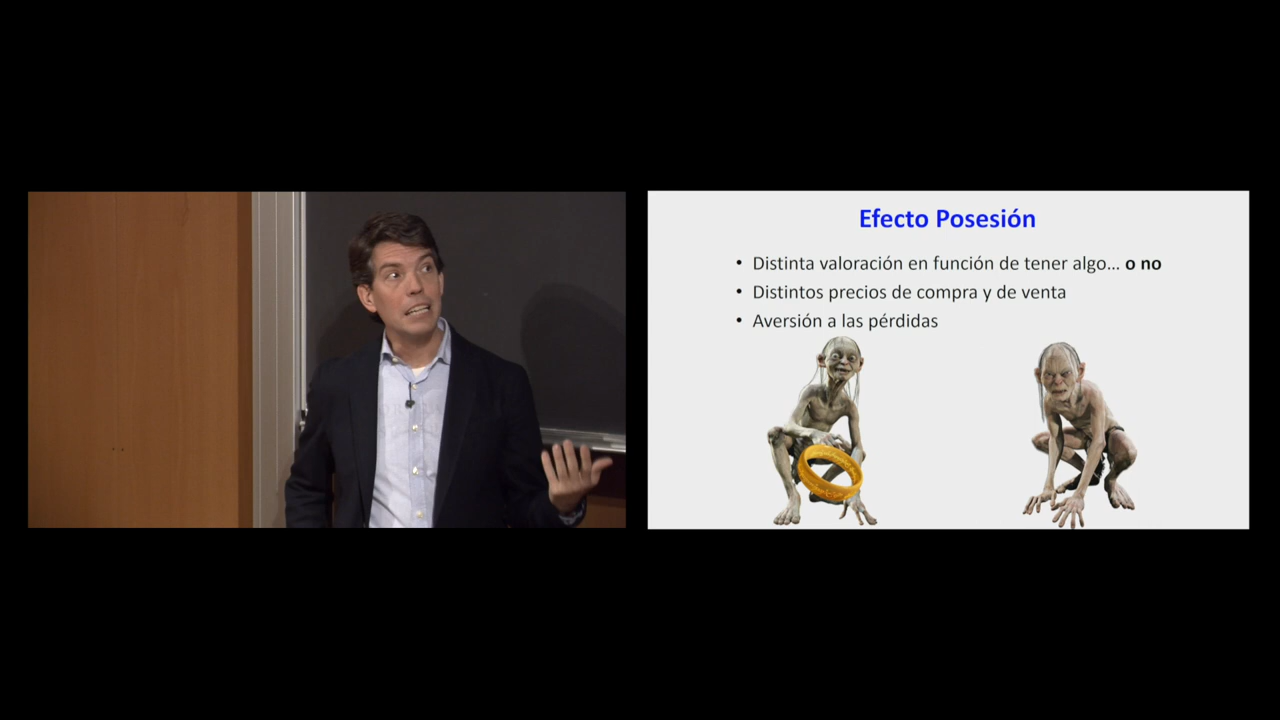 Efecto Posesión
• Distinta valoración en función de tener algo... o no
• Distintos precios de compra y de venta
• Aversión a las pérdidas